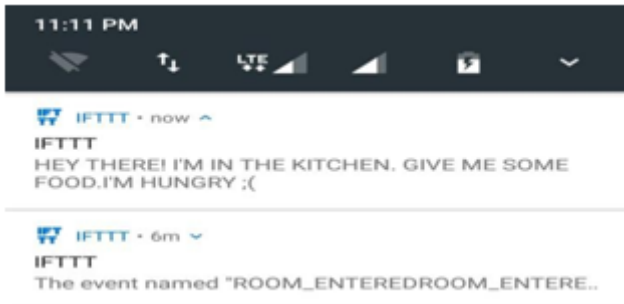 11:11 PM
LTE
IFTTT • now
IFTTT
HEY THERE! I'M IN THE KITCHEN. GIVE ME SOME
FOOD.I'M HUNGRY ;(
IFTTT • 6m
IFTTT
The event named "ROOM_ENTEREDROOM_ENTERE..